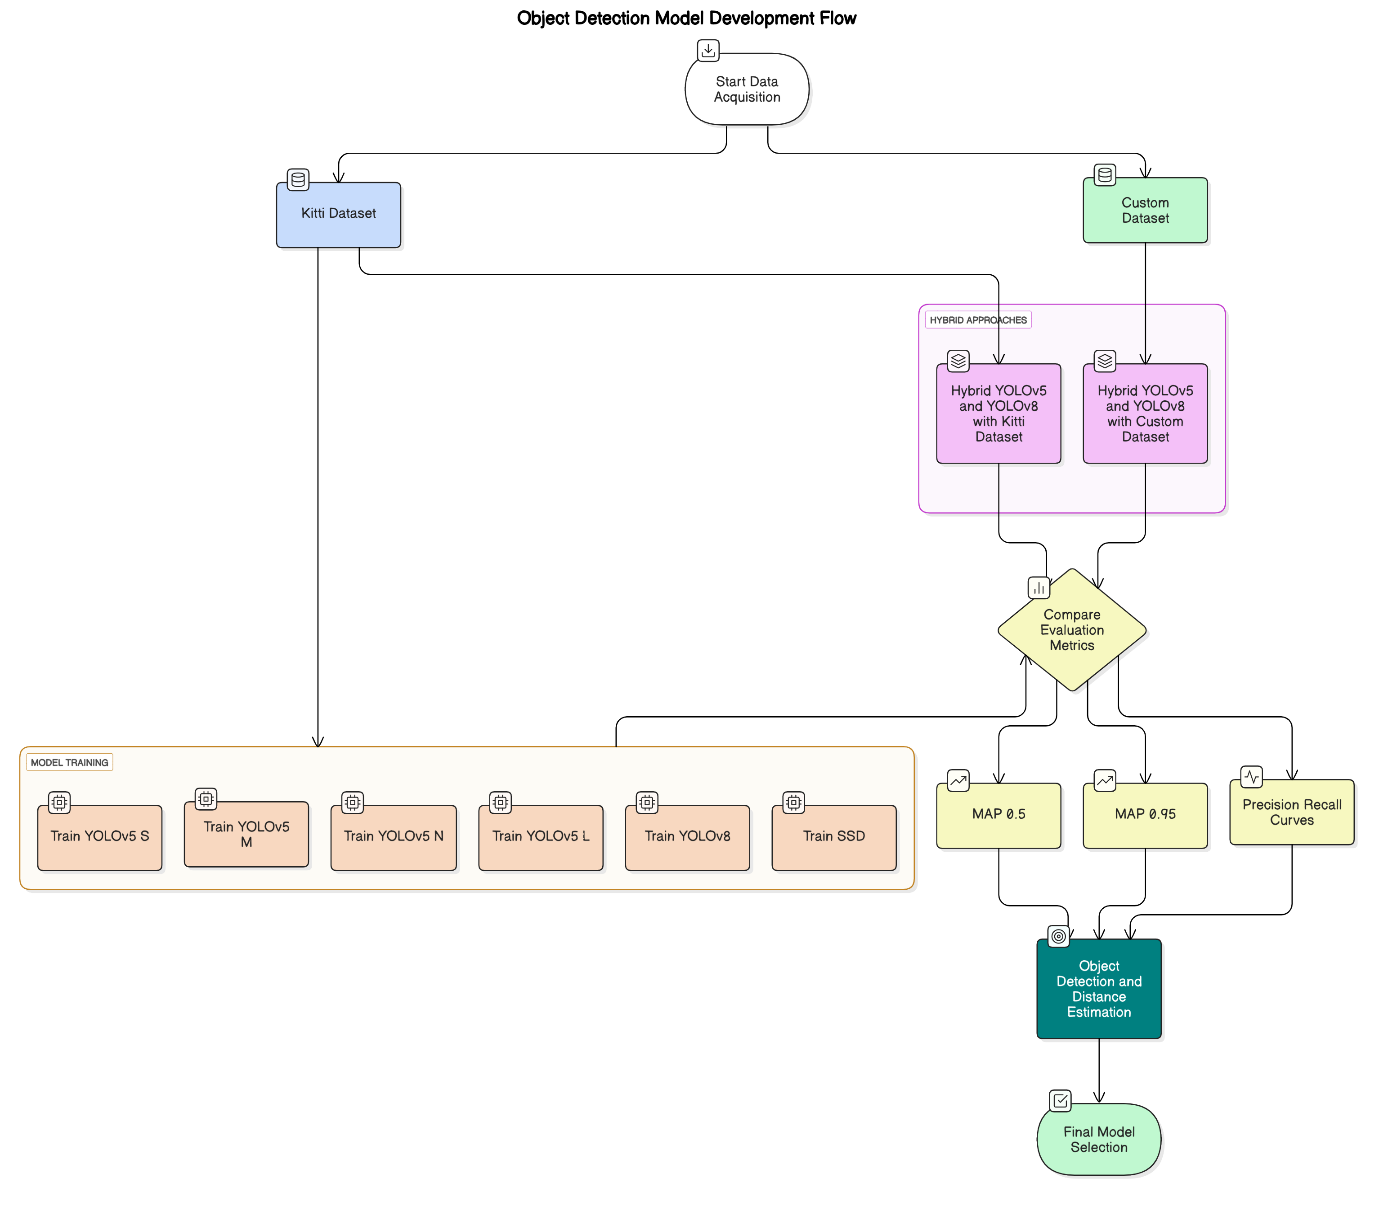 Object Detection Model Development Flow
Start Data
Acquisition
Kitti Dataset
Custom
Dataset
HYBRID APPROACHES
Hybrid YOLOv5
and YOLOv8
with Kitti
Dataset
Hybrid YOLOv5
and YOLOv8
with Custom
Dataset
Compare
Evaluation
Metrics
MODEL TRAINING
Train YOLOv5 S
Train YOLOv5
M
Train YOLOv5 N
Train YOLOv5 L
Train YOLOv8
Train SSD
MAP 0.5
MAP 0.95
Precision Recall
Curves
Object
Detection and
Distance
Estimation
Final Model
Selection